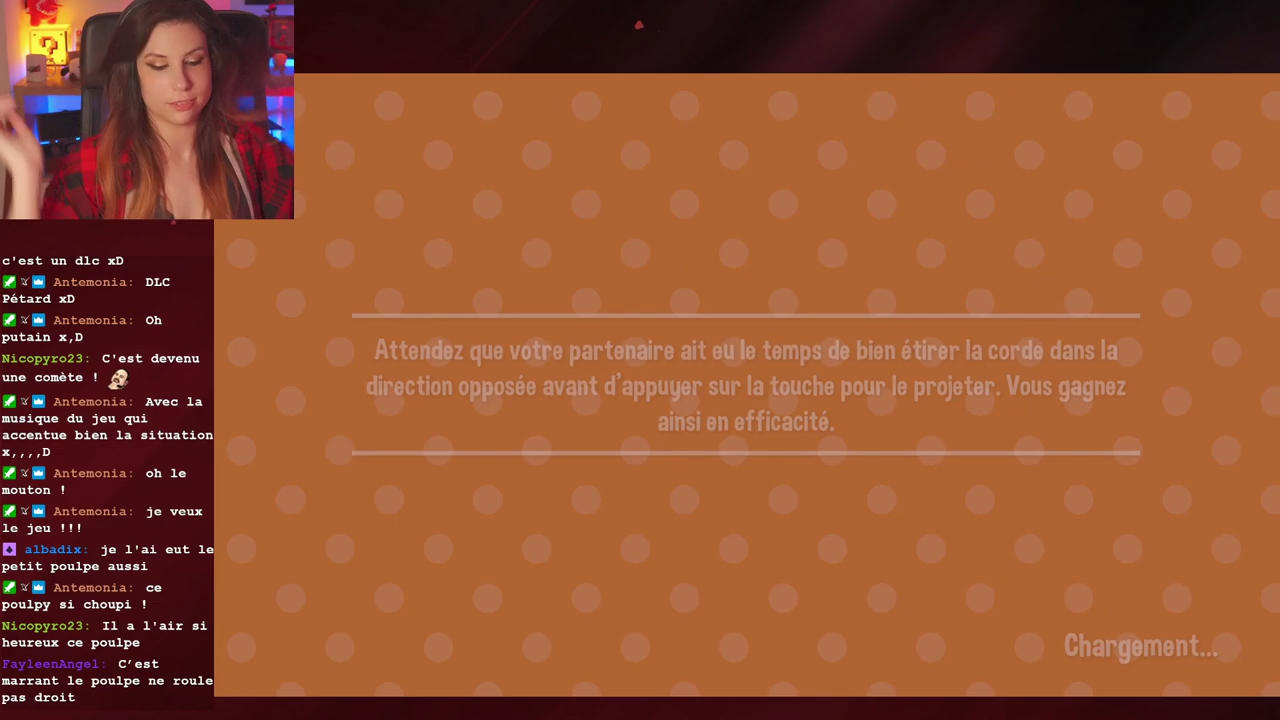 c'est un dlc xD
Antemonia: DLC
Pétard xD
Antemonia: Oh
putain x,D
Nicopyro23: C'est devenu
une comète !
Antemonia: Avec la
musique du jeu qui
accentue bien la situation
x,,,,D
Antemonia: oh le
mouton !
Antemonia: je veux
le jeu !!!
albadix: je l'ai eut le
petit poulpe aussi
Antemonia: ce
poulpy si choupi !
Nicopyro23: Il a l'air si
heureux ce poulpe
FayleenAngel: C’est
marrant le poulpe ne roule
pas droit
Attendez que votre partenaire ait eu le temps de bien étirer la corde dans la
direction opposée avant d’appuyer sur la touche pour le projeter. Vous gagnez
ainsi en efficacité.
Chargement...